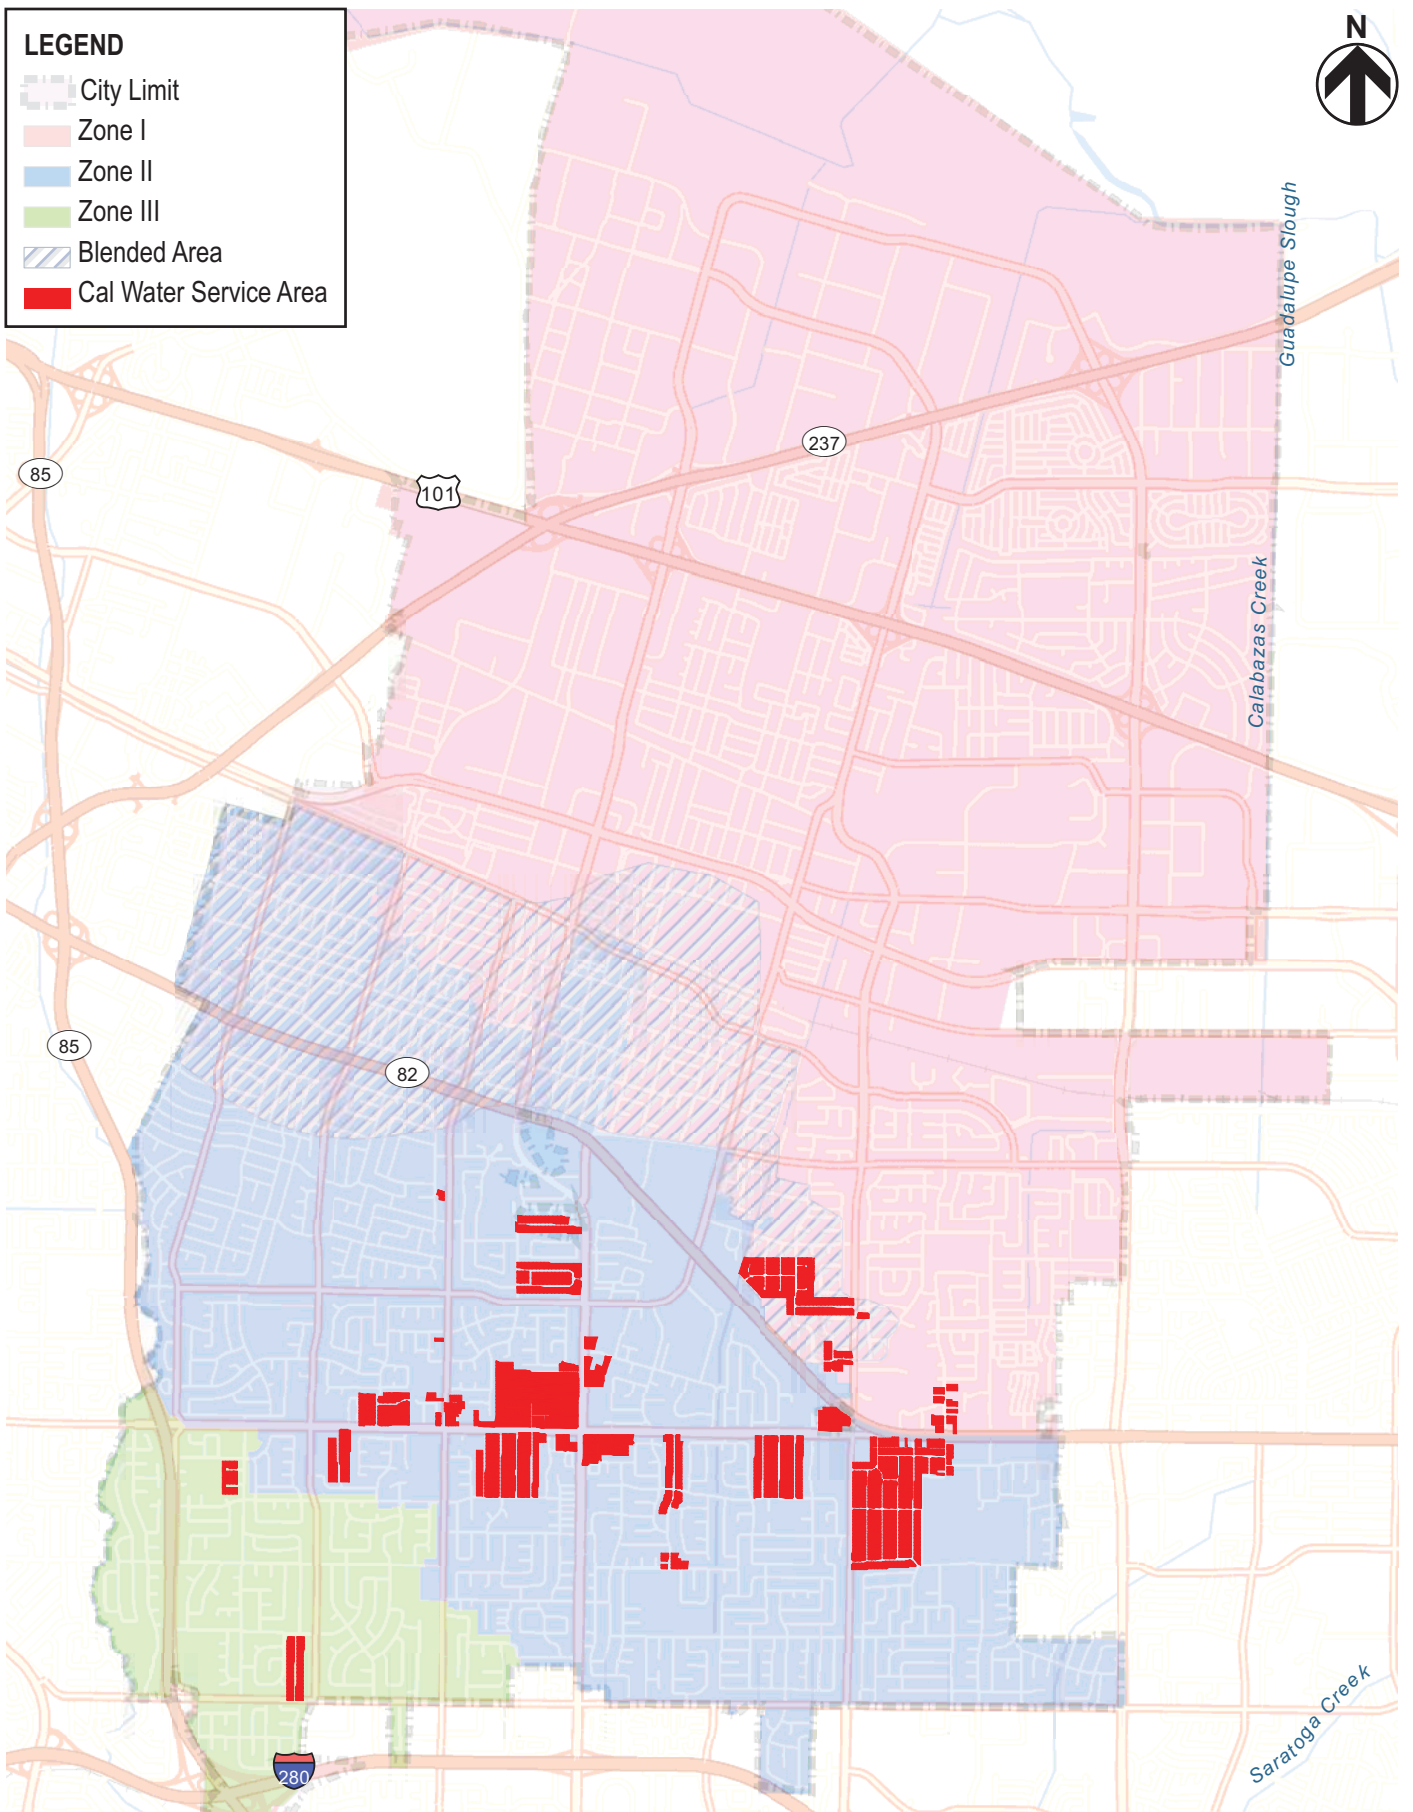 LEGEND
City Limit
Zone I
Zone II
Zone III
Blended Area
Cal Water Service Area
N
Guadalupe Slough
237
85
101
Calabazas Creek
85
82
Saratoga Creek
280